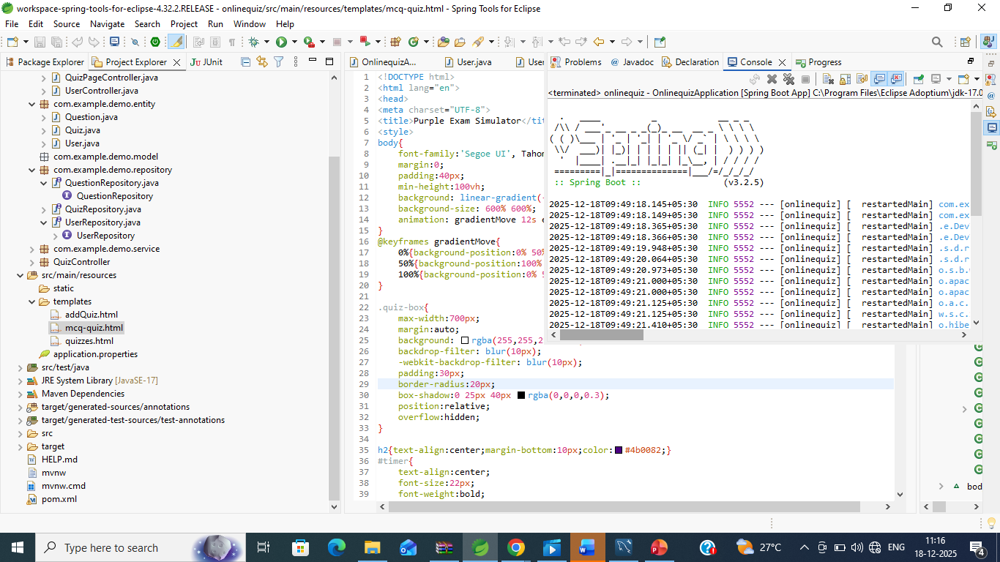 workspace-spring-tools-for-eclipse-4.32.2.RELEASE - onlinequiz/src/main/resources/templates/mcq-quiz.html - Spring Tools for Eclipse
File Edit Source Navigate Search Project Run Window Help
Package Explorer Project Explorer JUnit
QuizPageController.java
UserController.java
com.example.demo.entity
Question.java
Quiz.java
User.java
com.example.demo.model
com.example.demo.repository
QuestionRepository.java
QuestionRepository
QuizRepository.java
UserRepository.java
UserRepository
com.example.demo.service
QuizController
src/main/resources
static
templates
addQuiz.html
mcq-quiz.html
quizzes.html
application.properties
src/test/java
JRE System Library [JavaSE-17]
Maven Dependencies
target/generated-sources/annotations
target/generated-test-sources/test-annotations
src
target
HELP.md
mvnw
mvnw.cmd
pom.xml
OnlinequizA... User.java User
1 <!DOCTYPE html>
2 <html lang="en">
3 <head>
4 <meta charset="UTF-8">
5 <title>Purple Exam Simulator</tit
6 <style>
7 body{
8 font-family:'Segoe UI', Tahom
9 margin:0;
10 padding:40px;
11 min-height:100vh;
12 background: linear-gradient(-
13 background-size: 600% 600%;
14 animation: gradientMove 12s e
15 }
16 @keyframes gradientMove{
17 0%{background-position:0% 50%
18 50%{background-position:100%
19 100%{background-position:0% 5
20 }
21
22 .quiz-box{
23 max-width:700px;
24 margin:auto;
25 background: rgba(255,255,2
26 backdrop-filter: blur(10px);
27 -webkit-backdrop-filter: blur(10px);
28 padding:30px;
29 border-radius:20px;
30 box-shadow:0 25px 40px rgba(0,0,0,0.3);
31 position:relative;
32 overflow:hidden;
33 }
34
35 h2{text-align:center;margin-bottom:10px;color: #4b0082;}
36 #timer{
37 text-align:center;
38 font-size:22px;
39 font-weight:bold;
Problems Javadoc Declaration Console Progress
<terminated> onlinequiz - OnlinequizApplication [Spring Boot App] C:\Program Files\Eclipse Adoptium\jdk-17.0
:: Spring Boot :: (v3.2.5)
2025-12-18T09:49:18.145+05:30 INFO 5552 --- [onlinequiz] [ restartedMain] com.ex
2025-12-18T09:49:18.149+05:30 INFO 5552 --- [onlinequiz] [ restartedMain] com.ex
2025-12-18T09:49:18.365+05:30 INFO 5552 --- [onlinequiz] [ restartedMain] .e.Dev
2025-12-18T09:49:18.366+05:30 INFO 5552 --- [onlinequiz] [ restartedMain] .e.Dev
2025-12-18T09:49:19.948+05:30 INFO 5552 --- [onlinequiz] [ restartedMain] .s.d.r
2025-12-18T09:49:20.064+05:30 INFO 5552 --- [onlinequiz] [ restartedMain] .s.d.r
2025-12-18T09:49:20.973+05:30 INFO 5552 --- [onlinequiz] [ restartedMain] o.s.b.
2025-12-18T09:49:21.000+05:30 INFO 5552 --- [onlinequiz] [ restartedMain] o.apac
2025-12-18T09:49:21.000+05:30 INFO 5552 --- [onlinequiz] [ restartedMain] o.apac
2025-12-18T09:49:21.125+05:30 INFO 5552 --- [onlinequiz] [ restartedMain] o.a.c.
2025-12-18T09:49:21.125+05:30 INFO 5552 --- [onlinequiz] [ restartedMain] w.s.c.
2025-12-18T09:49:21.410+05:30 INFO 5552 --- [onlinequiz] [ restartedMain] o.hibe
bod
Type here to search
27°C
ENG
11:16
18-12-2025
4